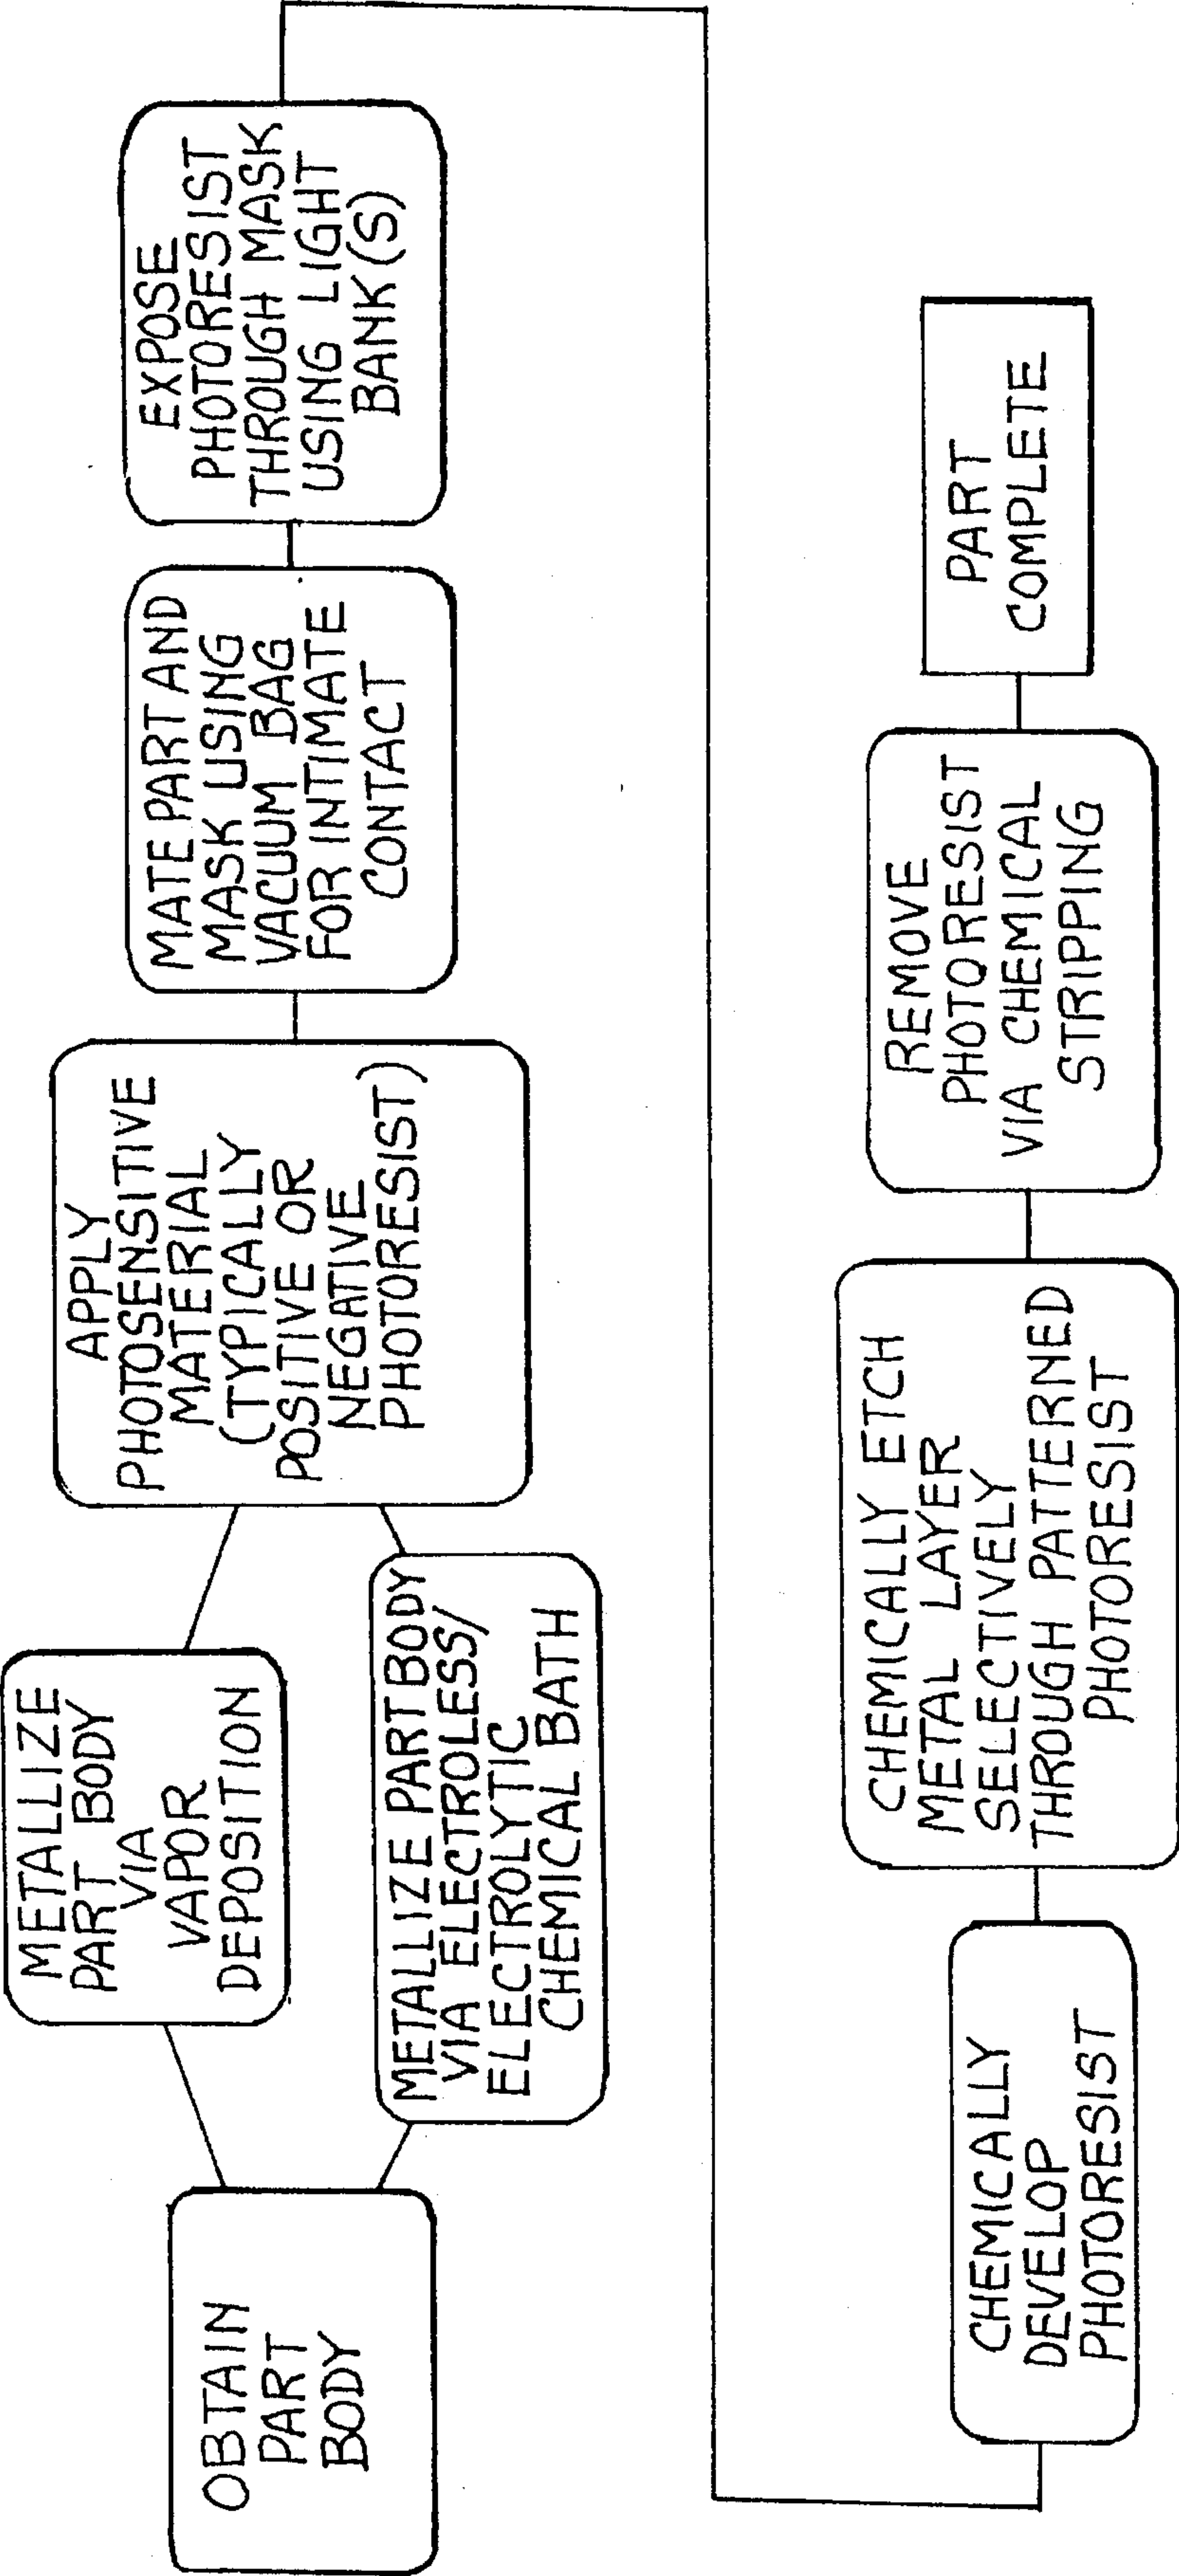 OBTAIN
PART
BODY
METALLIZE
PART BODY
VIA
VAPOR
DEPOSITION
METALLIZE PART BODY
VIA ELECTROLESS/
ELECTROLYTIC
CHEMICAL BATH
APPLY
PHOTOSENSITIVE
MATERIAL
(TYPICALLY
POSITIVE OR
NEGATIVE
PHOTORESIST)
MATE PART AND
MASK USING
VACUUM BAG
FOR INTIMATE
CONTACT
EXPOSE
PHOTORESIST
THROUGH MASK
USING LIGHT
BANK(S)
CHEMICALLY
DEVELOP
PHOTORESIST
CHEMICALLY ETCH
METAL LAYER
SELECTIVELY
THROUGH PATTERNED
PHOTORESIST
REMOVE
PHOTORESIST
VIA CHEMICAL
STRIPPING
PART
COMPLETE